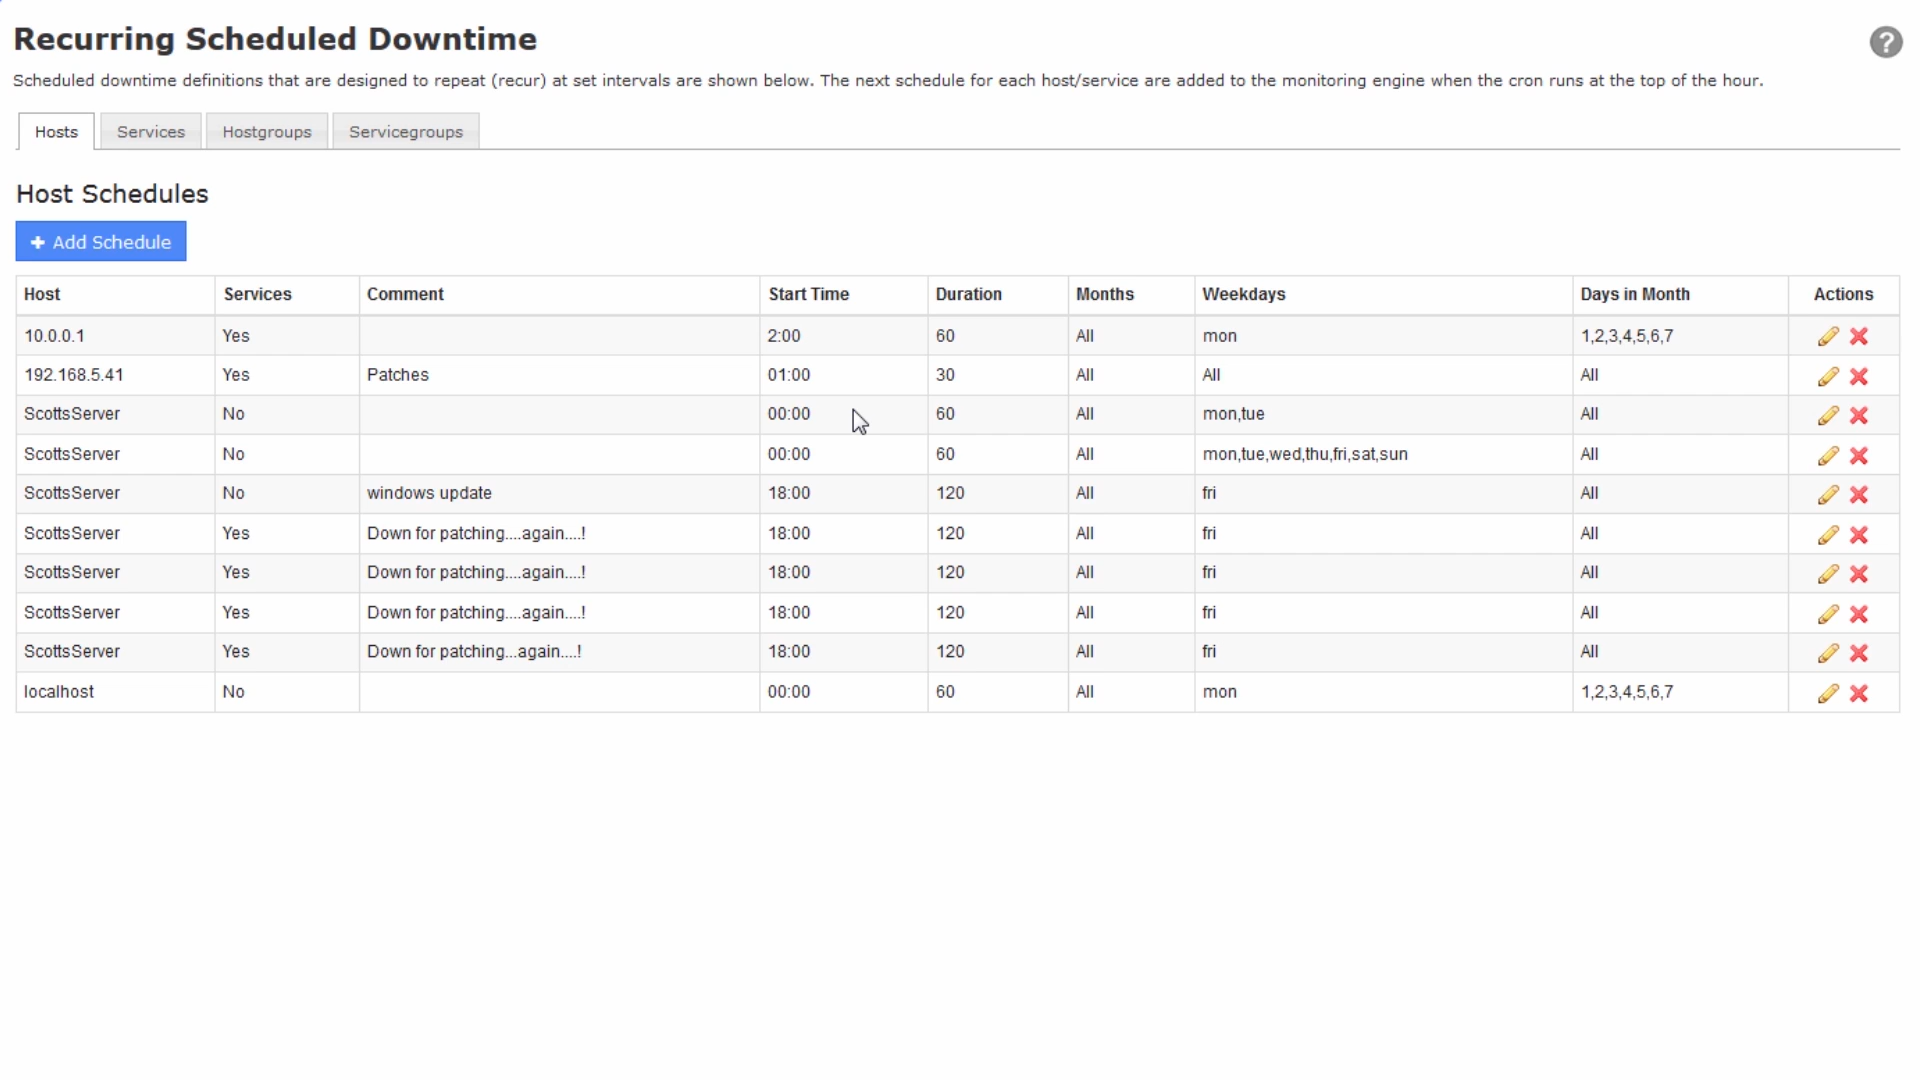 Recurring Scheduled Downtime
Scheduled downtime definitions that are designed to repeat (recur) at set intervals are shown below. The next schedule for each host/service are added to the monitoring engine when the cron runs at the top of the hour.
Hosts Services Hostgroups Servicegroups
Host Schedules
+ Add Schedule
Host Services Comment Start Time Duration Months Weekdays Days in Month Actions
10.0.0.1 Yes 2:00 60 All mon 1,2,3,4,5,6,7
192.168.5.41 Yes Patches 01:00 30 All All All
ScottsServer No 00:00 60 All mon,tue All
ScottsServer No 00:00 60 All mon,tue,wed,thu,fri,sat,sun All
ScottsServer No windows update 18:00 120 All fri All
ScottsServer Yes Down for patching....again....! 18:00 120 All fri All
ScottsServer Yes Down for patching....again....! 18:00 120 All fri All
ScottsServer Yes Down for patching....again....! 18:00 120 All fri All
ScottsServer Yes Down for patching...again....! 18:00 120 All fri All
localhost No 00:00 60 All mon 1,2,3,4,5,6,7